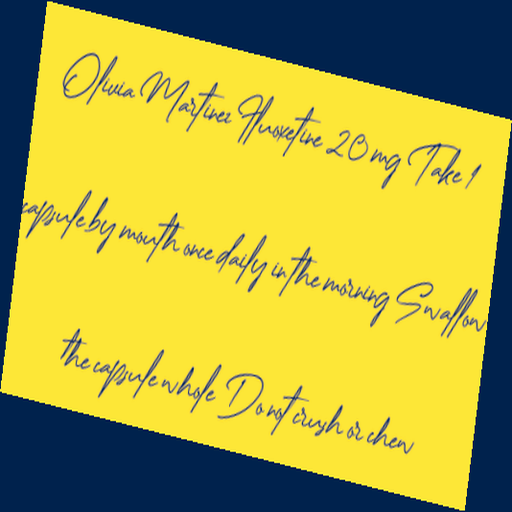 Olivia Martinez Fluoxetine 20 mg Take 1
capsule by mouth once daily in the morning Swallow
the capsule whole Do not crush or chew